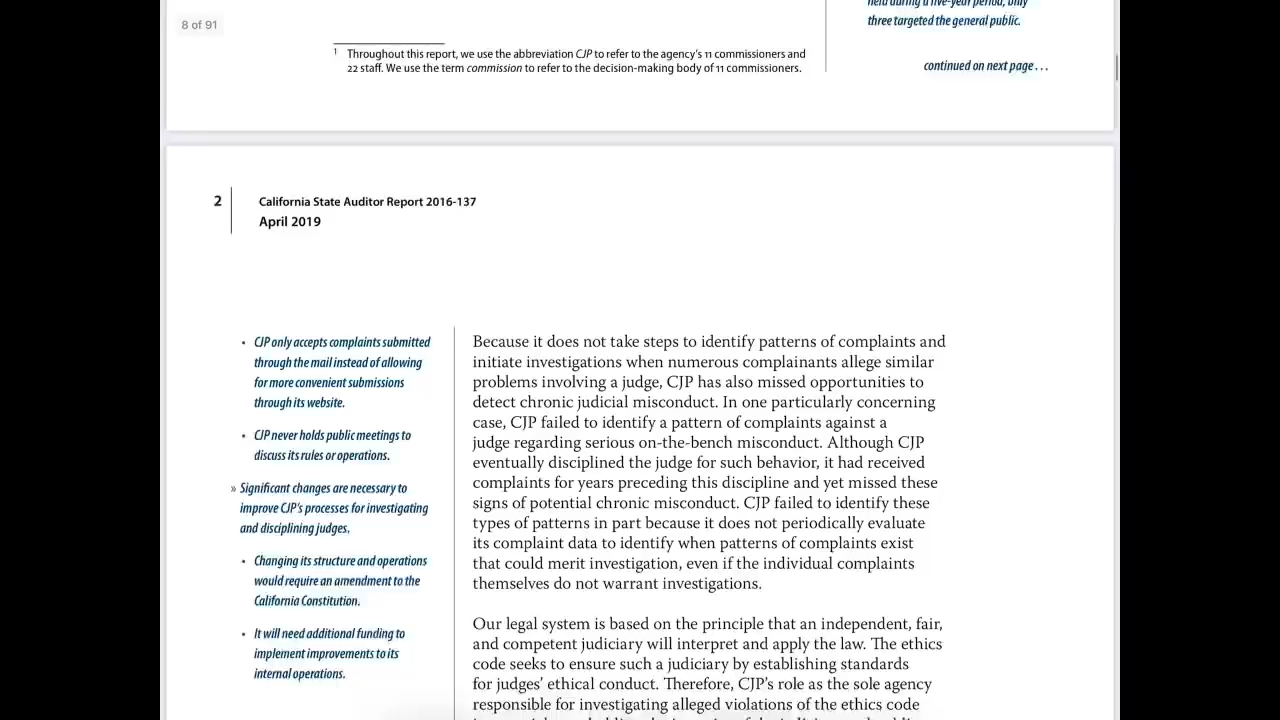 held during a five-year period, only
three targeted the general public.
8 of 91
1 Throughout this report, we use the abbreviation CJP to refer to the agency's 11 commissioners and
22 staff. We use the term commission to refer to the decision-making body of 11 commissioners.
continued on next page . . .
2
California State Auditor Report 2016-137
April 2019
• CJP only accepts complaints submitted
through the mail instead of allowing
for more convenient submissions
through its website.
• CJP never holds public meetings to
discuss its rules or operations.
» Significant changes are necessary to
improve CJP's processes for investigating
and disciplining judges.
• Changing its structure and operations
would require an amendment to the
California Constitution.
• It will need additional funding to
implement improvements to its
internal operations.
Because it does not take steps to identify patterns of complaints and
initiate investigations when numerous complainants allege similar
problems involving a judge, CJP has also missed opportunities to
detect chronic judicial misconduct. In one particularly concerning
case, CJP failed to identify a pattern of complaints against a
judge regarding serious on-the-bench misconduct. Although CJP
eventually disciplined the judge for such behavior, it had received
complaints for years preceding this discipline and yet missed these
signs of potential chronic misconduct. CJP failed to identify these
types of patterns in part because it does not periodically evaluate
its complaint data to identify when patterns of complaints exist
that could merit investigation, even if the individual complaints
themselves do not warrant investigations.
Our legal system is based on the principle that an independent, fair,
and competent judiciary will interpret and apply the law. The ethics
code seeks to ensure such a judiciary by establishing standards
for judges' ethical conduct. Therefore, CJP's role as the sole agency
responsible for investigating alleged violations of the ethics code